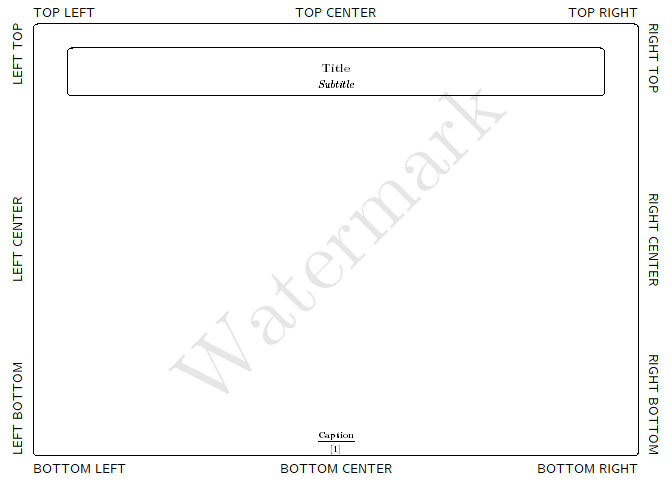 TOP LEFT
TOP CENTER
TOP RIGHT
LEFT TOP
LEFT CENTER
LEFT BOTTOM
Title
Subtitle
Watermark
Caption
[1]
RIGHT TOP
RIGHT CENTER
RIGHT BOTTOM
BOTTOM LEFT
BOTTOM CENTER
BOTTOM RIGHT